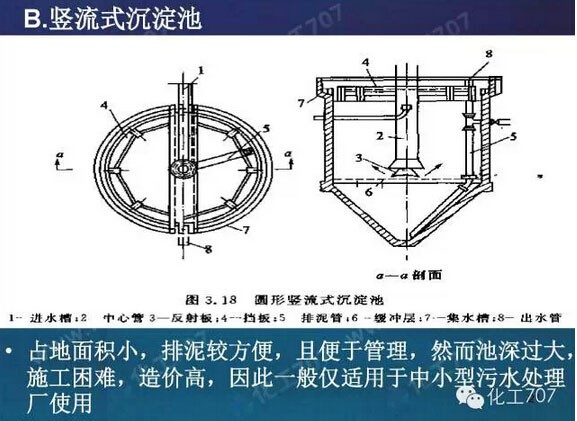 B.竖流式沉淀池
1
4
5
a
a
7
8
8
4
7
2
5
3
6
a—a剖面
图 3.18 圆形竖流式沉淀池
1- 进水槽;2 中心管 3—反射板;4-挡板;5 排泥管;6-缓冲层;7-集水槽;8- 出水管
• 占地面积小，排泥较方便，且便于管理，然而池深过大，
施工困难，造价高，因此一般仅适用于中小型污水处理
厂使用
化工707